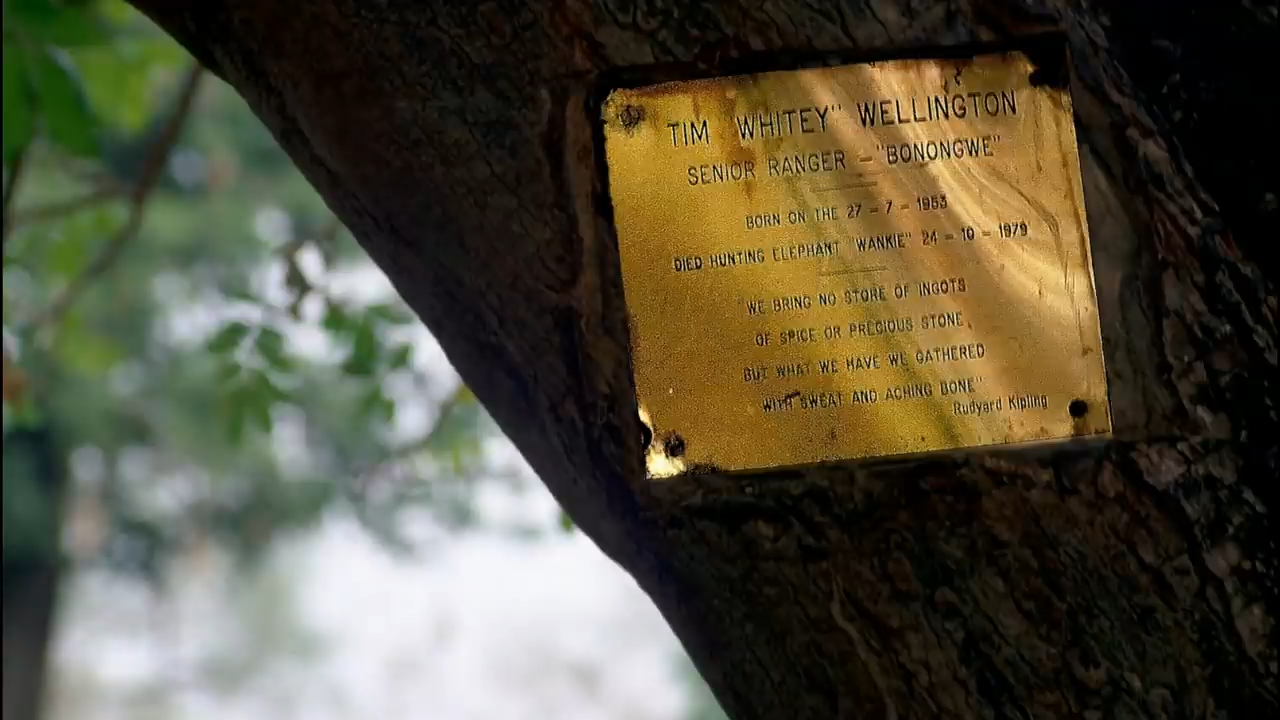 TIM "WHITEY" WELLINGTON
SENIOR RANGER - "BONONGWE"
BORN ON THE 27 - 7 - 1953
DIED HUNTING ELEPHANT "WANKIE" 24 - 10 - 1979
"WE BRING NO STORE OF INGOTS
OF SPICE OR PRECIOUS STONE,
BUT WHAT WE HAVE WE GATHERED
WITH SWEAT AND ACHING BONE"
Rudyard Kipling